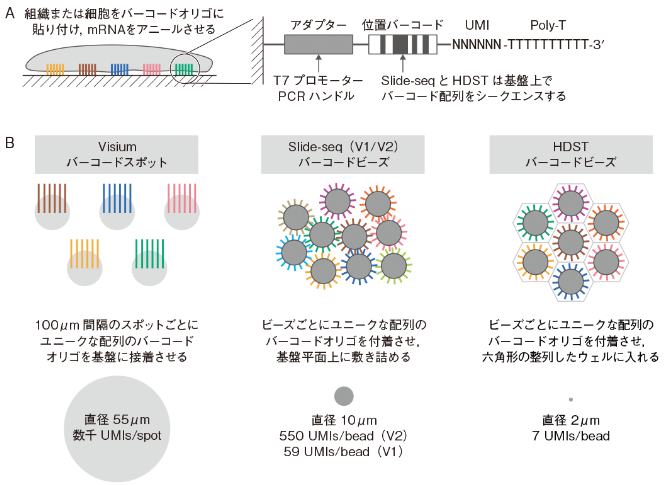 A
組織または細胞をバーコードオリゴに
貼り付け，mRNAをアニールさせる
アダプター
位置バーコード
UMI
Poly-T
NNNNNN-TTTTTTTTTT-3′
T7 プロモーター
PCR ハンドル
Slide-seq と HDST は基盤上で
バーコード配列をシークエンスする
B
Visium
バーコードスポット
Slide-seq（V1/V2）
バーコードビーズ
HDST
バーコードビーズ
100μm 間隔のスポットごとに
ユニークな配列のバーコード
オリゴを基盤に接着させる
ビーズごとにユニークな配列の
バーコードオリゴを付着させ，
基盤平面上に敷き詰める
ビーズごとにユニークな配列の
バーコードオリゴを付着させ，
六角形の整列したウェルに入れる
直径 55μm
数千 UMIs/spot
直径 10μm
550 UMIs/bead（V2）
59 UMIs/bead（V1）
直径 2μm
7 UMIs/bead